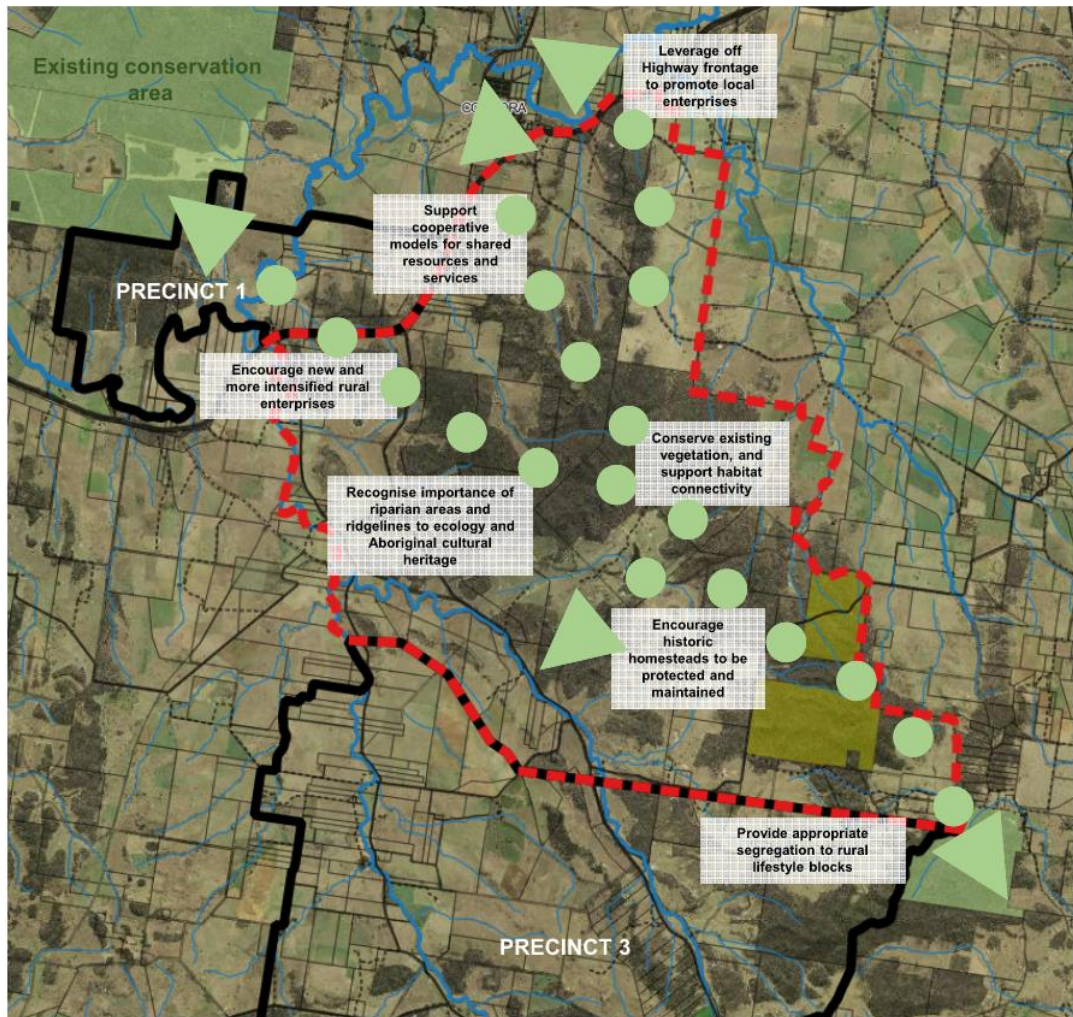 Existing conservation
area
Leverage off
Highway frontage
to promote local
enterprises
Support
cooperative
models for shared
resources and
services
PRECINCT 1
Encourage new and
more intensified rural
enterprises
Conserve existing
vegetation, and
support habitat
connectivity
Recognise importance of
riparian areas and
ridgelines to ecology and
Aboriginal cultural
heritage
Encourage
historic
homesteads to be
protected and
maintained
Provide appropriate
segregation to rural
lifestyle blocks
PRECINCT 3